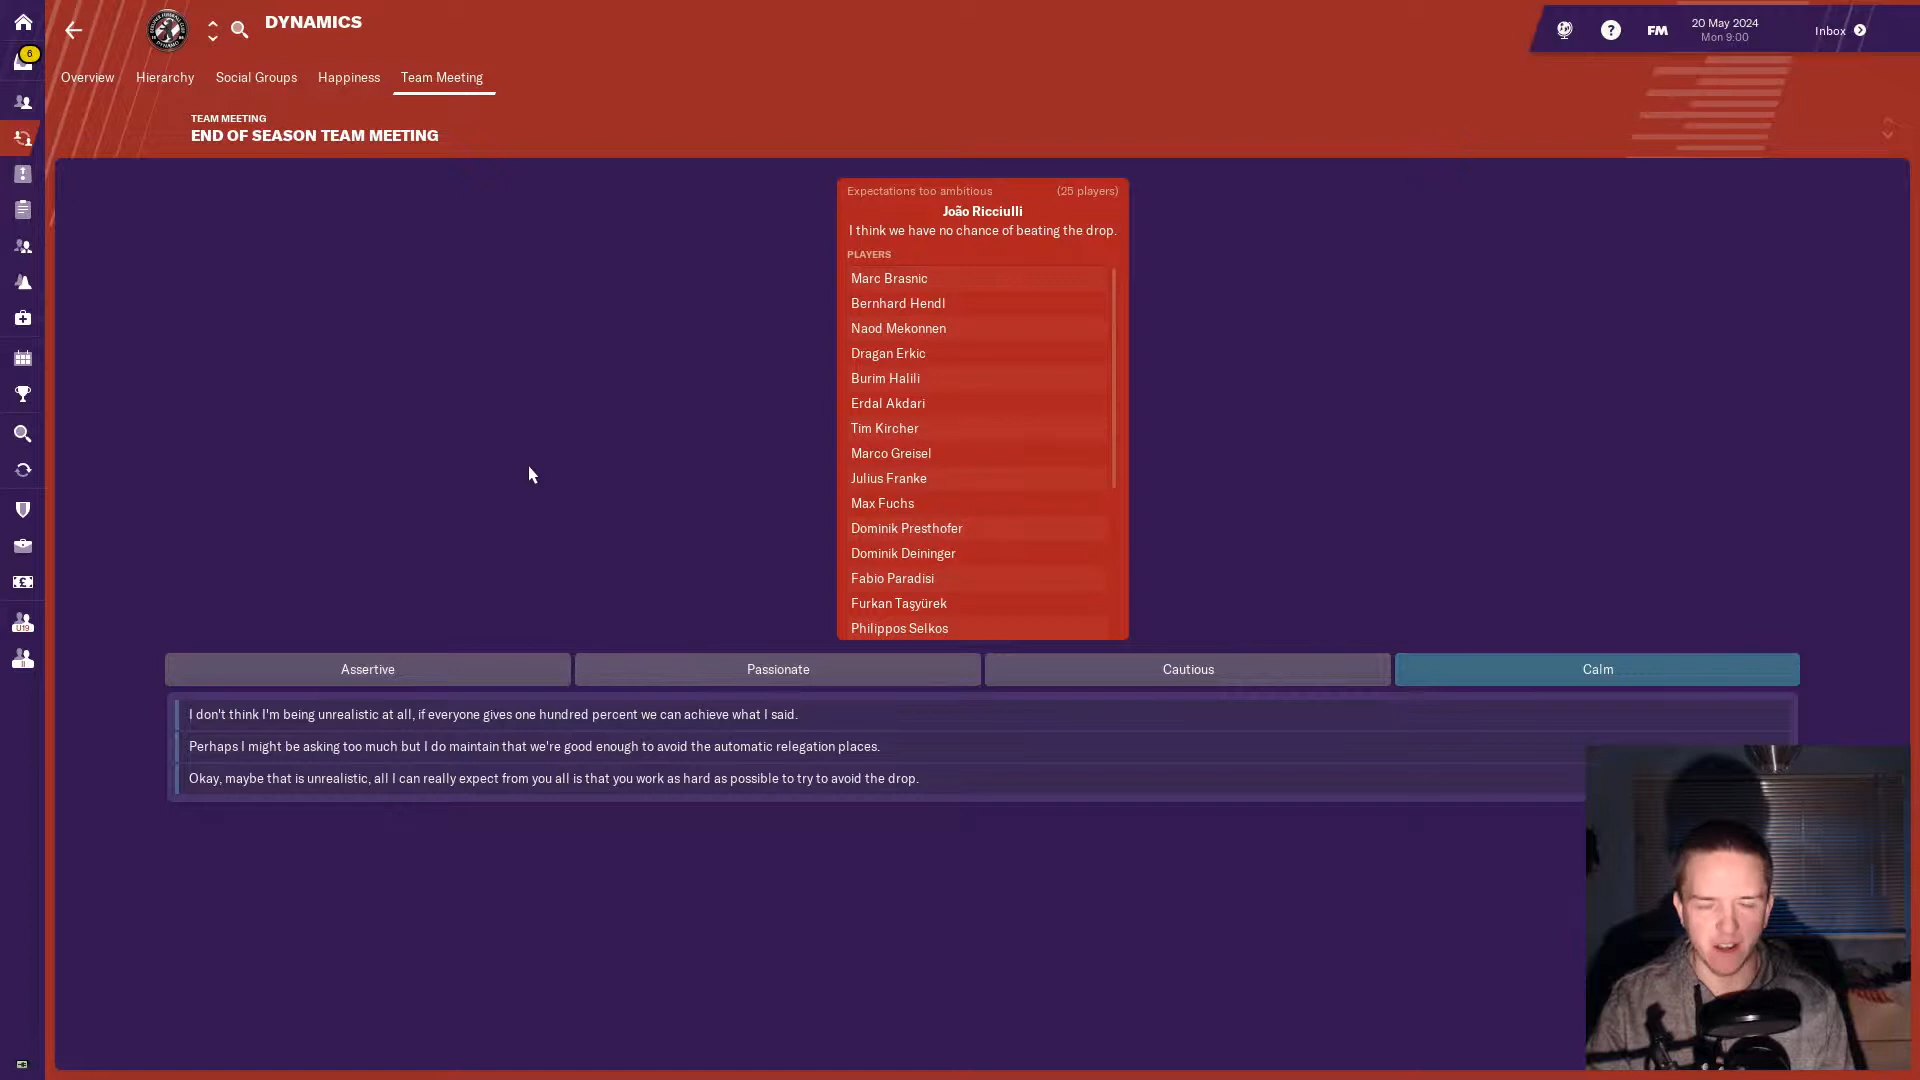 DYNAMICS
6
FM
20 May 2024
Mon 9:00
Inbox
Overview
Hierarchy
Social Groups
Happiness
Team Meeting
TEAM MEETING
END OF SEASON TEAM MEETING
Expectations too ambitious (25 players)
João Ricciulli
I think we have no chance of beating the drop.
PLAYERS
Marc Brasnic
Bernhard Hendl
Naod Mekonnen
Dragan Erkic
Burim Halili
Erdal Akdari
Tim Kircher
Marco Greisel
Julius Franke
Max Fuchs
Dominik Presthofer
Dominik Deininger
Fabio Paradisi
Furkan Taşyürek
Philippos Selkos
Assertive
Passionate
Cautious
Calm
I don't think I'm being unrealistic at all, if everyone gives one hundred percent we can achieve what I said.
Perhaps I might be asking too much but I do maintain that we're good enough to avoid the automatic relegation places.
Okay, maybe that is unrealistic, all I can really expect from you all is that you work as hard as possible to try to avoid the drop.
U19
II